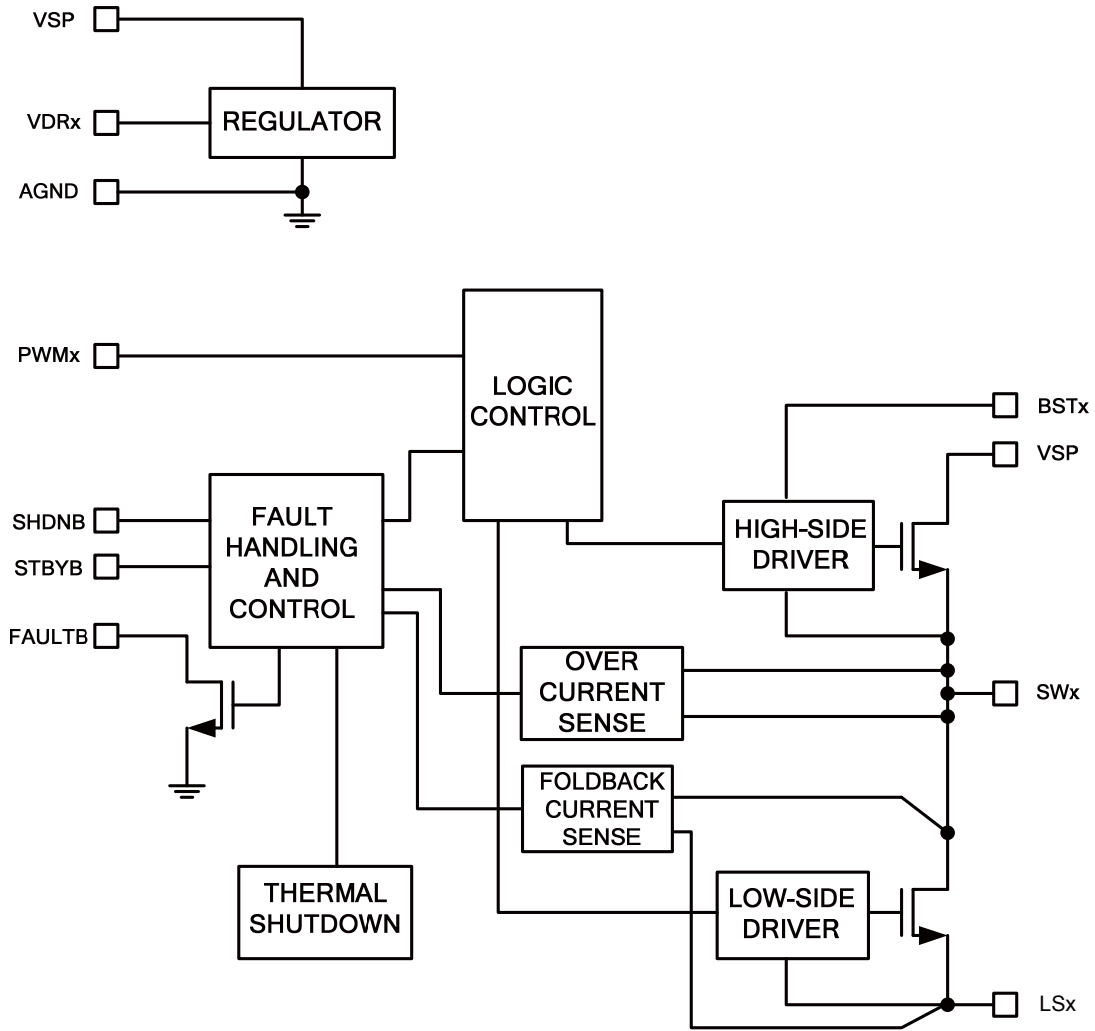 VSP
VDRx
REGULATOR
AGND
PWMx
LOGIC
CONTROL
BSTx
VSP
SHDNB
STBYB
FAULTB
FAULT
HANDLING
AND
CONTROL
HIGH-SIDE
DRIVER
OVER
CURRENT
SENSE
SWx
FOLDBACK
CURRENT
SENSE
THERMAL
SHUTDOWN
LOW-SIDE
DRIVER
LSx